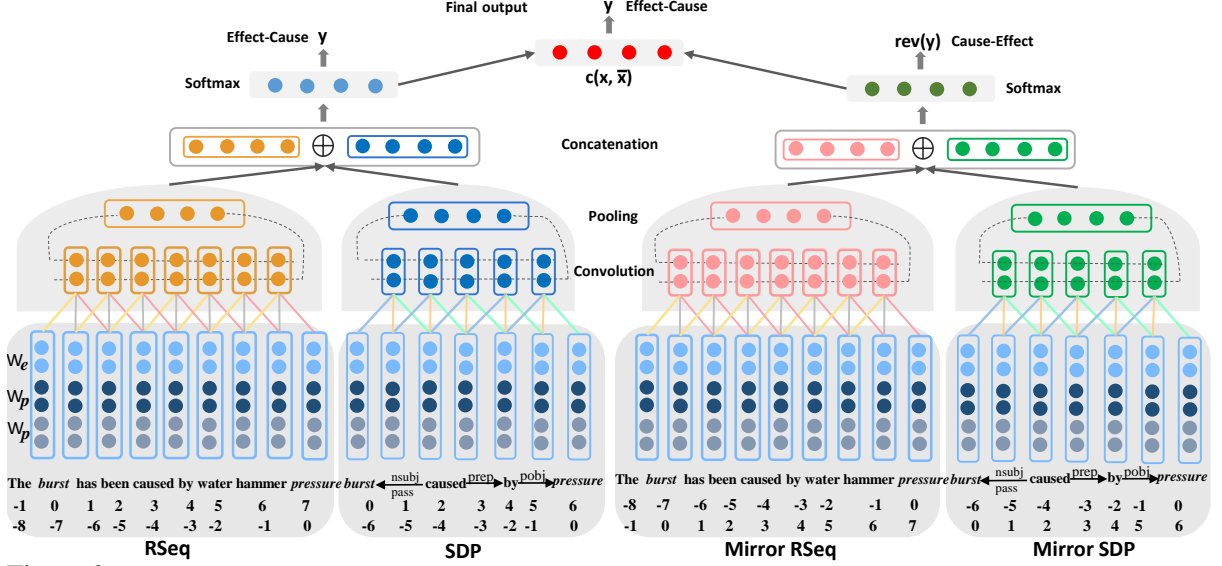 Final output y Effect-Cause
Effect-Cause y
rev(y) Cause-Effect
Softmax
c(x, x̅)
Softmax
Concatenation
Pooling
Convolution
We
Wp
Wp
The burst has been caused by water hammer pressure
-1 0 1 2 3 4 5 6 7
-8 -7 -6 -5 -4 -3 -2 -1 0
RSeq
burst nsubj pass caused prep by pobj pressure
0 1 2 3 4 5 6
-6 -5 -4 -3 -2 -1 0
SDP
The burst has been caused by water hammer pressure
-8 -7 -6 -5 -4 -3 -2 -1 0
-1 0 1 2 3 4 5 6 7
Mirror RSeq
burst nsubj pass caused prep by pobj pressure
-6 -5 -4 -3 -2 -1 0
0 1 2 3 4 5 6
Mirror SDP